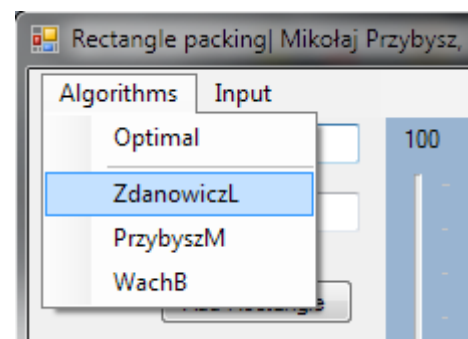 Rectangle packing| Mikołaj Przybysz,
Algorithms Input
Optimal
100
ZdanowiczL
PrzybyszM
WachB